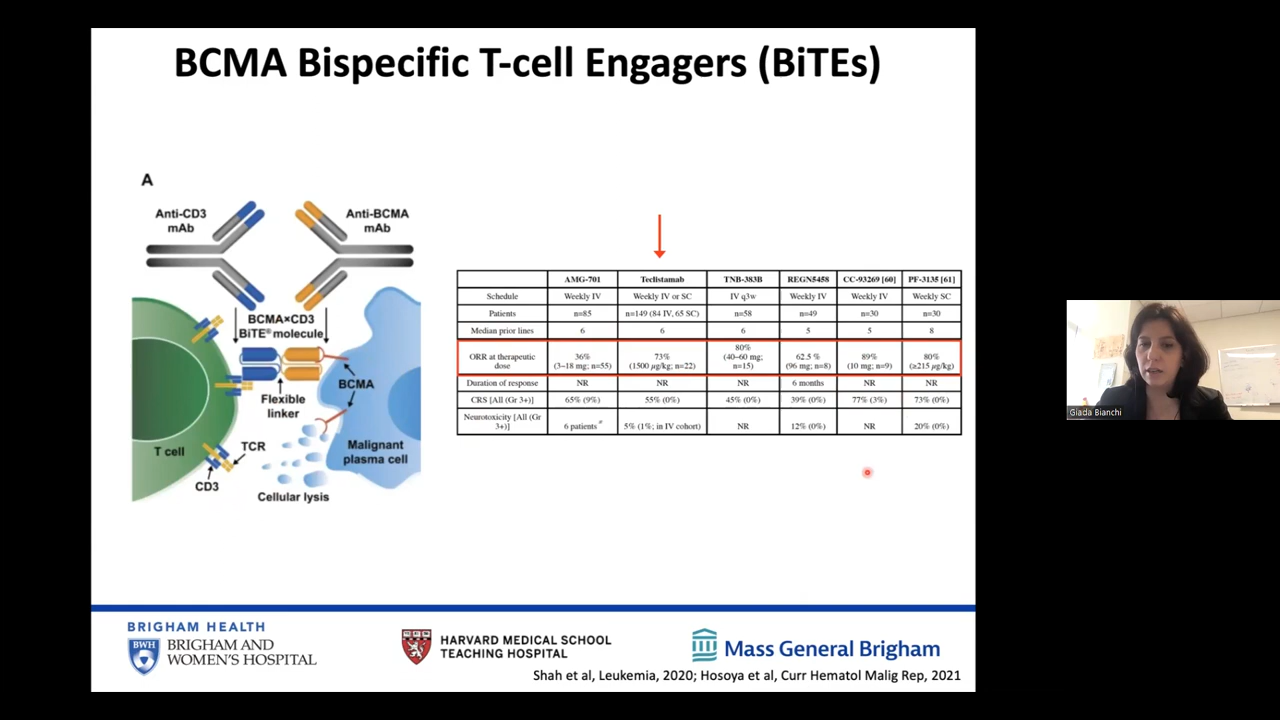 BCMA Bispecific T-cell Engagers (BiTEs)
A
Anti-CD3
mAb
Anti-BCMA
mAb
BCMA×CD3
BiTE® molecule
BCMA
Flexible
linker
T cell
TCR
CD3
Malignant
plasma cell
Cellular lysis
AMG-701 Teclistamab TNB-383B REGN5458 CC-93269 [60] PF-3135 [61]
Schedule Weekly IV Weekly IV or SC IV q3w Weekly IV Weekly IV Weekly SC
Patients n=85 n=149 (84 IV, 65 SC) n=58 n=49 n=30 n=30
Median prior lines 6 6 6 5 5 8
ORR at therapeutic dose 36% (3–18 mg; n=55) 73% (1500 µg/kg; n=22) 80% (40–60 mg; n=15) 62.5 % (96 mg; n=8) 89% (10 mg; n=9) 80% (≥215 µg/kg)
Duration of response NR NR NR 6 months NR NR
CRS [All (Gr 3+)] 65% (9%) 55% (0%) 45% (0%) 39% (0%) 77% (3%) 73% (0%)
Neurotoxicity [All (Gr 3+)] 6 patients# 5% (1%; in IV cohort) NR 12% (0%) NR 20% (0%)
Giada Bianchi
BRIGHAM HEALTH
BWH
BRIGHAM AND
WOMEN'S HOSPITAL
HARVARD MEDICAL SCHOOL
TEACHING HOSPITAL
Mass General Brigham
Shah et al, Leukemia, 2020; Hosoya et al, Curr Hematol Malig Rep, 2021